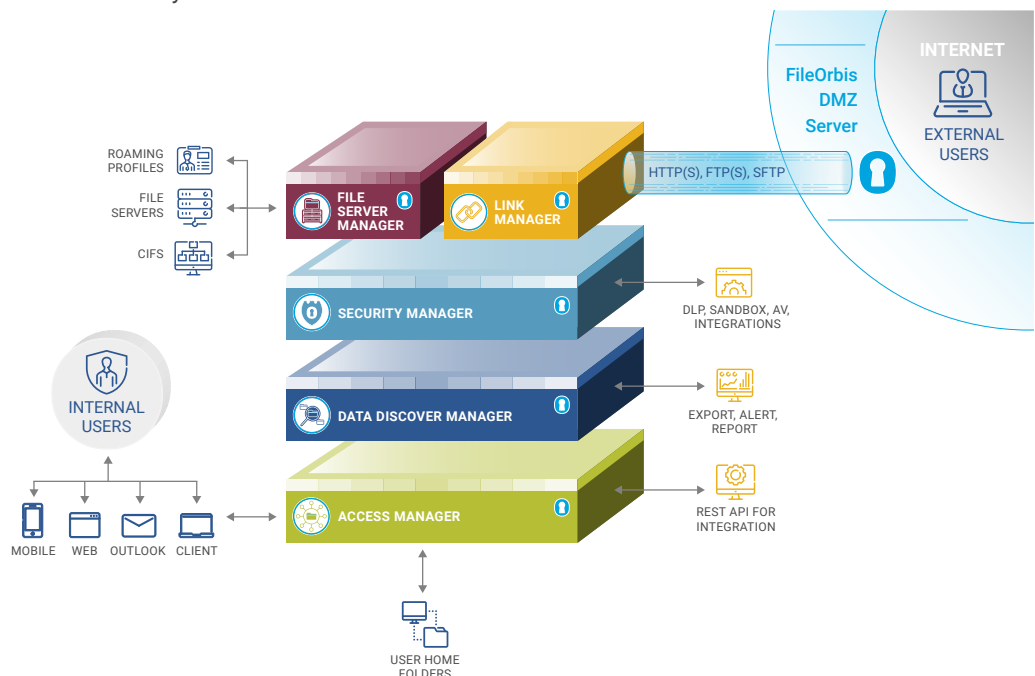 INTERNET
FileOrbis
DMZ
Server
EXTERNAL
USERS
ROAMING
PROFILES
FILE
SERVERS
CIFS
FILE
SERVER
MANAGER
LINK
MANAGER
HTTP(S), FTP(S), SFTP
SECURITY MANAGER
DLP, SANDBOX, AV,
INTEGRATIONS
INTERNAL
USERS
DATA DISCOVER MANAGER
EXPORT, ALERT,
REPORT
ACCESS MANAGER
REST API FOR
INTEGRATION
MOBILE
WEB
OUTLOOK
CLIENT
USER HOME
FOLDERS